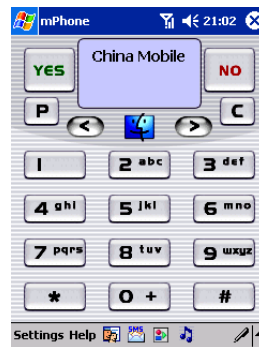 mPhone 21:02
China Mobile
YES NO
P C
< >
1 2 abc 3 def
4 ghi 5 jkl 6 mno
7 pqrs 8 tuv 9 wxyz
* 0 + #
Settings Help SMS